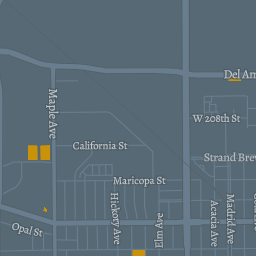 Del Am
Maple Ave
W 208th St
California St
Strand Brew
Maricopa St
Hickory Ave
Elm Ave
Acacia Ave
Madrid Ave
Opal St